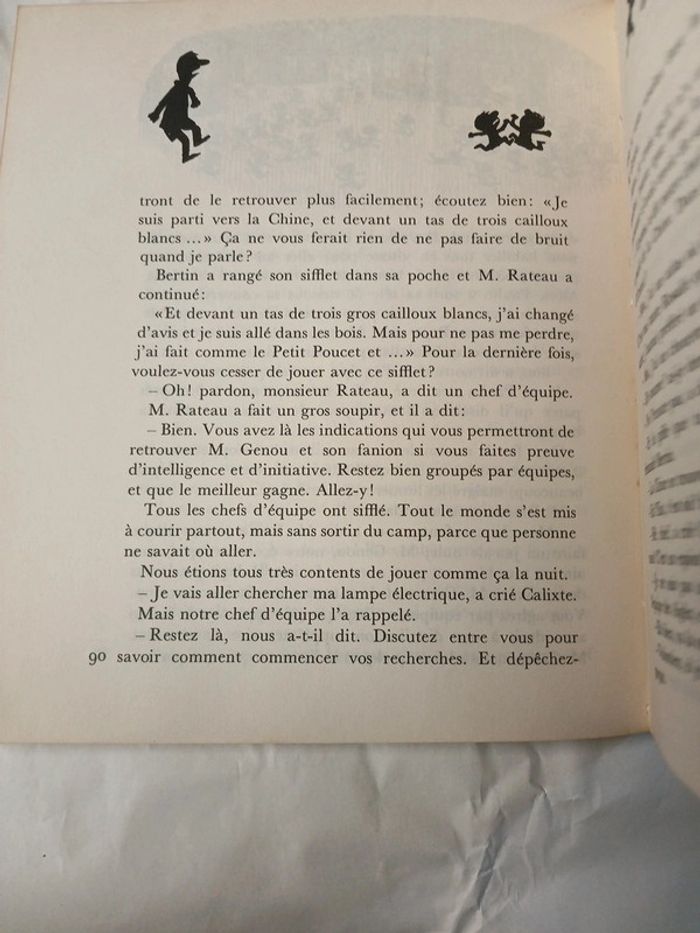 tront de le retrouver plus facilement; écoutez bien: «Je
suis parti vers la Chine, et devant un tas de trois cailloux
blancs ...» Ça ne vous ferait rien de ne pas faire de bruit
quand je parle?
Bertin a rangé son sifflet dans sa poche et M. Rateau a
continué:
«Et devant un tas de trois gros cailloux blancs, j'ai changé
d'avis et je suis allé dans les bois. Mais pour ne pas me perdre,
j'ai fait comme le Petit Poucet et ...» Pour la dernière fois,
voulez-vous cesser de jouer avec ce sifflet?
– Oh! pardon, monsieur Rateau, a dit un chef d'équipe.
M. Rateau a fait un gros soupir, et il a dit:
– Bien. Vous avez là les indications qui vous permettront de
retrouver M. Genou et son fanion si vous faites preuve
d'intelligence et d'initiative. Restez bien groupés par équipes,
et que le meilleur gagne. Allez-y!
Tous les chefs d'équipe ont sifflé. Tout le monde s'est mis
à courir partout, mais sans sortir du camp, parce que personne
ne savait où aller.
Nous étions tous très contents de jouer comme ça la nuit.
– Je vais aller chercher ma lampe électrique, a crié Calixte.
Mais notre chef d'équipe l'a rappelé.
– Restez là, nous a-t-il dit. Discutez entre vous pour
90 savoir comment commencer vos recherches. Et dépêchez-